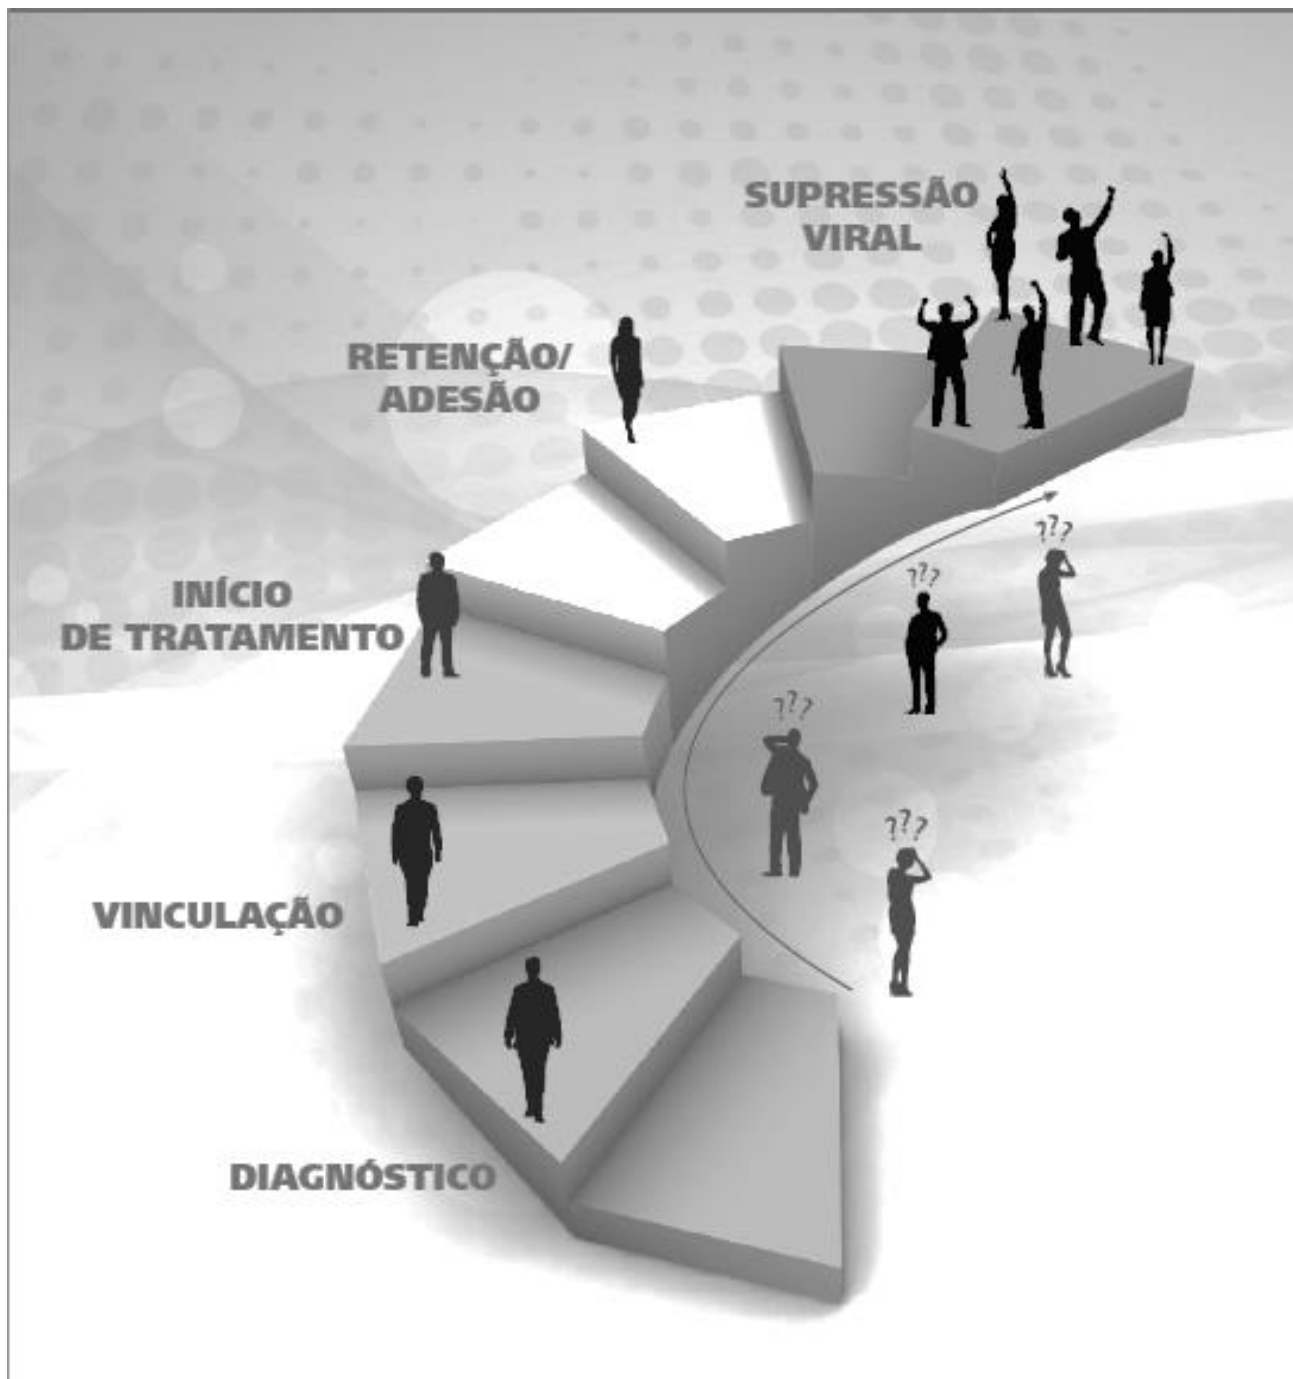 SUPRESSÃO
VIRAL
RETENÇÃO/
ADESÃO
???
???
INÍCIO
DE TRATAMENTO
???
???
VINCULAÇÃO
DIAGNÓSTICO